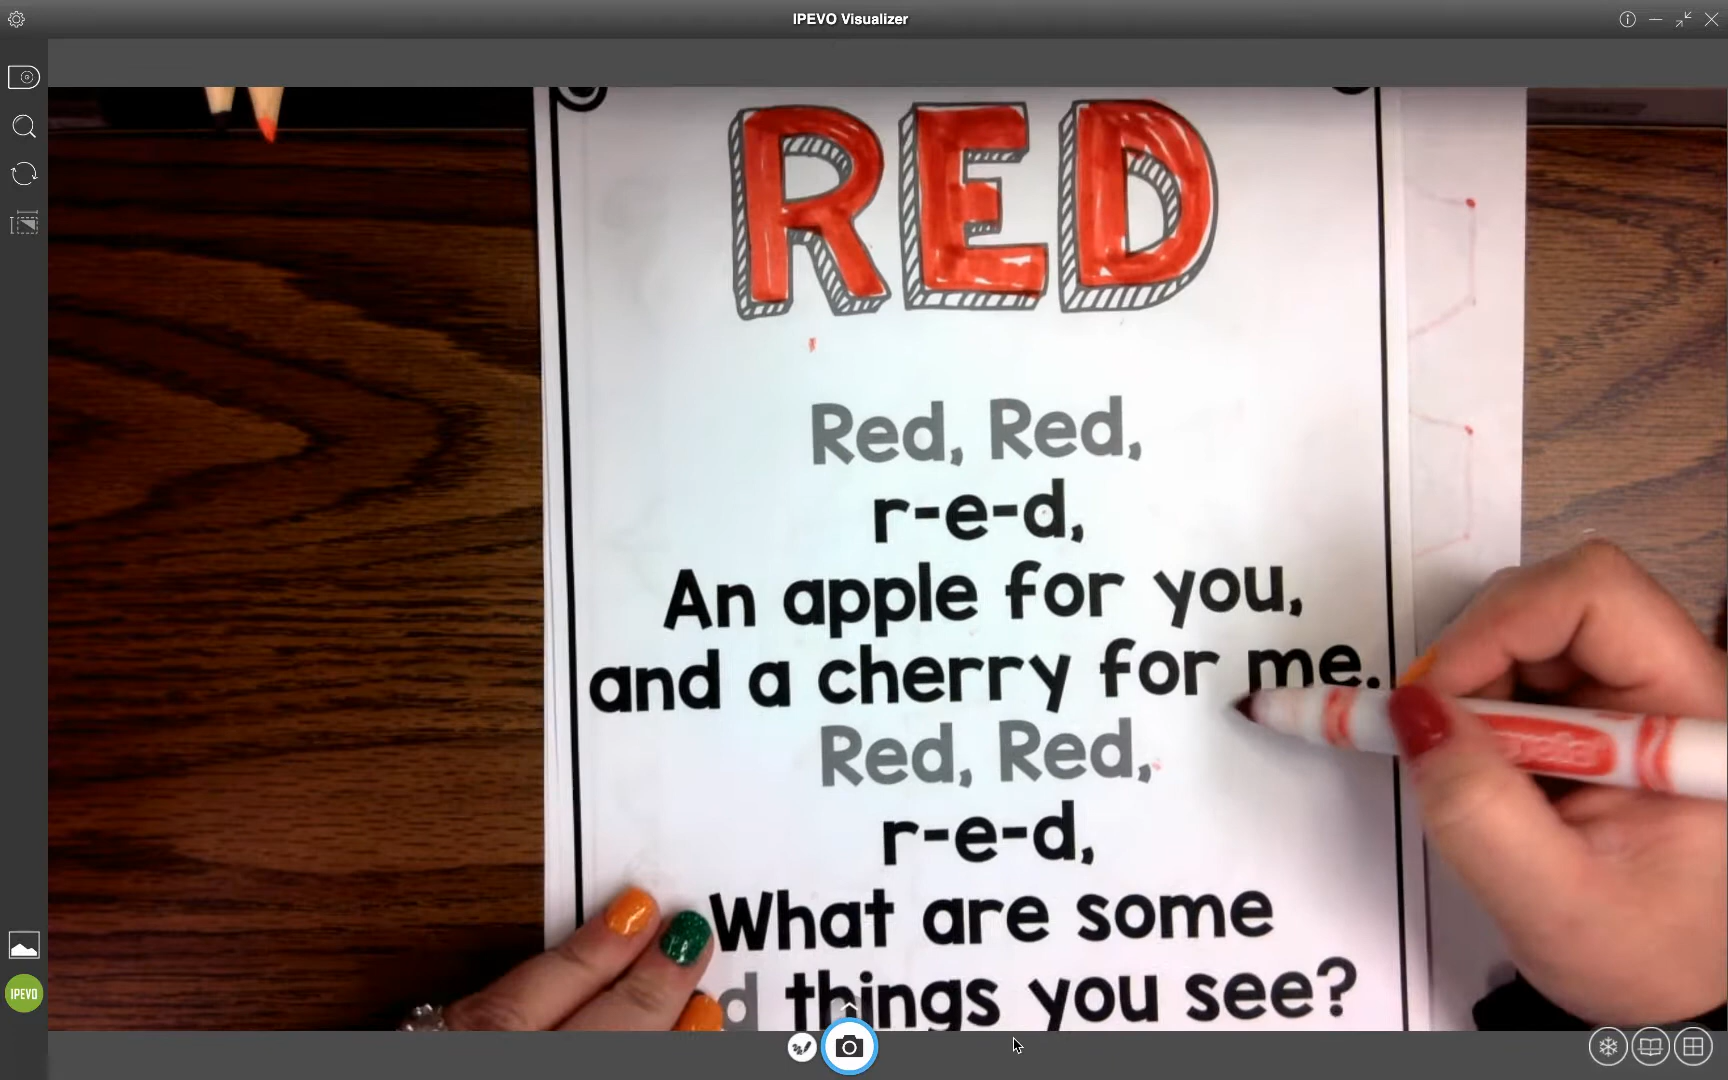 IPEVO Visualizer
RED
Red, Red,
r-e-d,
An apple for you,
and a cherry for me.
Red, Red,
r-e-d,
What are some
d things you see?
IPEVO